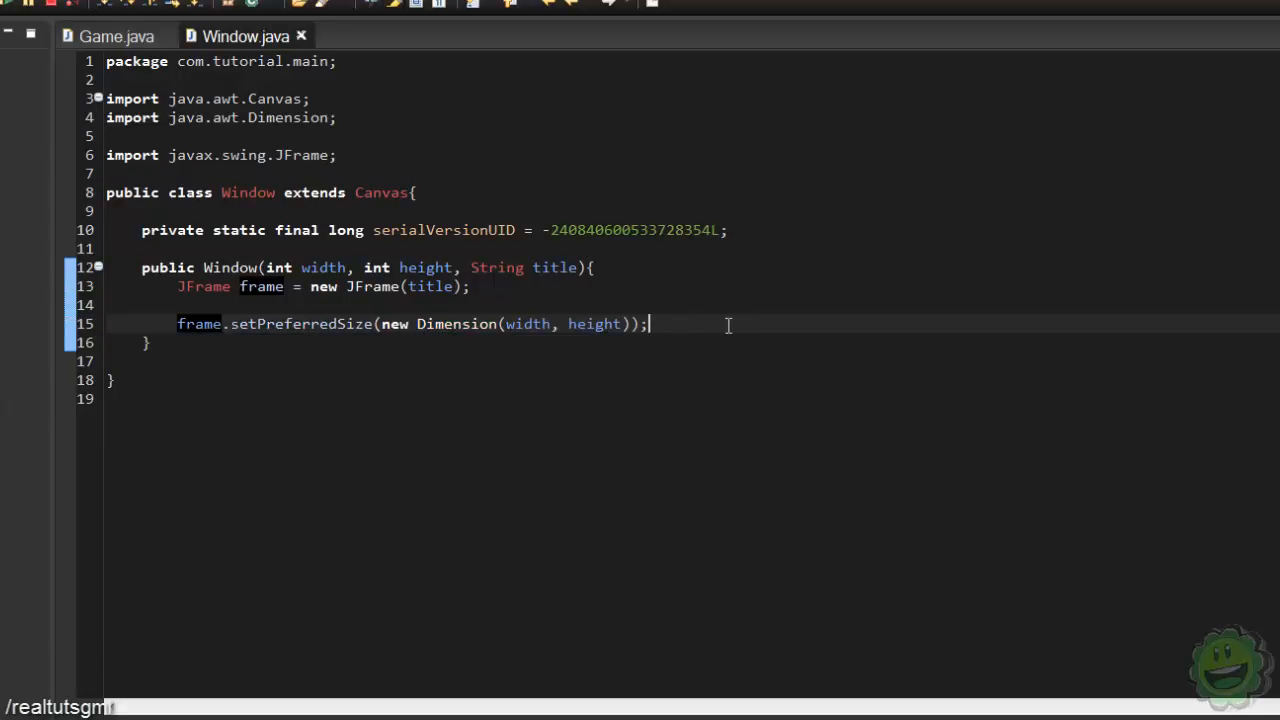 Game.java Window.java
1 package com.tutorial.main;
2
3 import java.awt.Canvas;
4 import java.awt.Dimension;
5
6 import javax.swing.JFrame;
7
8 public class Window extends Canvas{
9
10 private static final long serialVersionUID = -240840600533728354L;
11
12 public Window(int width, int height, String title){
13 JFrame frame = new JFrame(title);
14
15 frame.setPreferredSize(new Dimension(width, height));
16 }
17
18 }
19
/realtutsgm